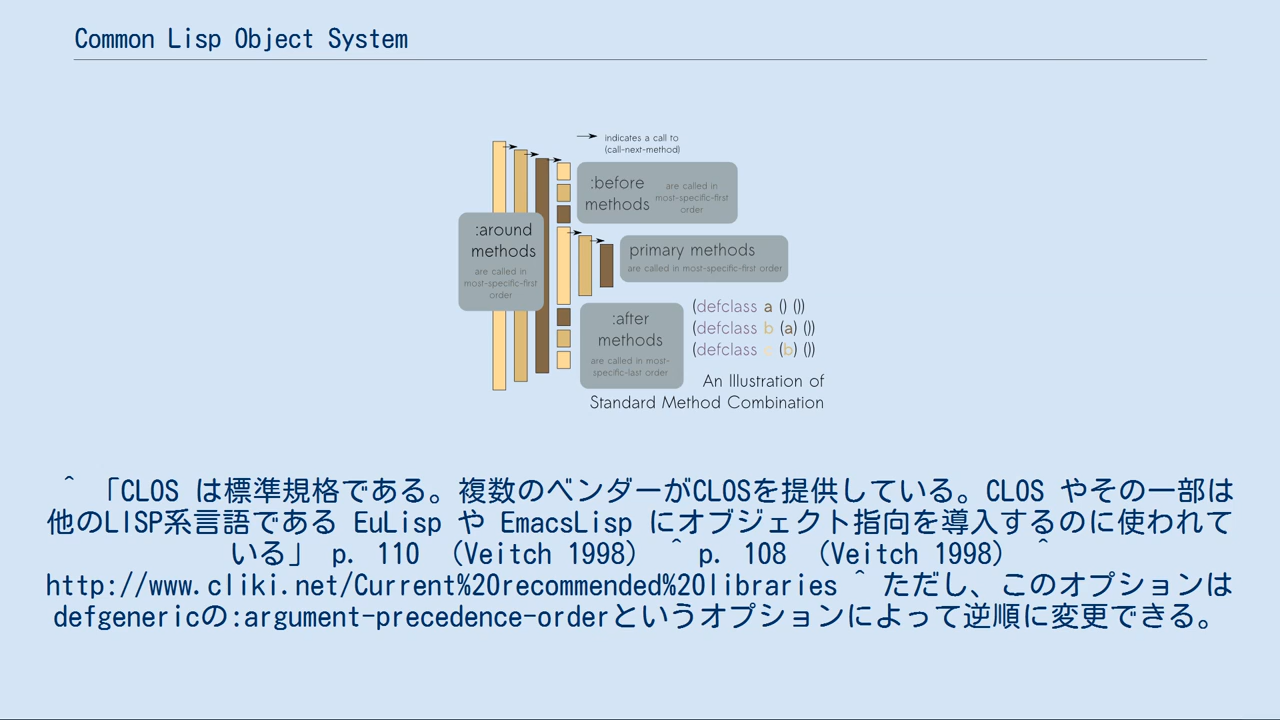 Common Lisp Object System
indicates a call to
(call-next-method)
:before
methods
are called in
most-specific-first
order
:around
methods
are called in
most-specific-first
order
primary methods
are called in most-specific-first order
:after
methods
are called in most-
specific-last order
(defclass a () ())
(defclass b (a) ())
(defclass c (b) ())
An Illustration of
Standard Method Combination
^ 「CLOS は標準規格である。複数のベンダーがCLOSを提供している。CLOS やその一部は
他のLISP系言語である EuLisp や EmacsLisp にオブジェクト指向を導入するのに使われて
いる」 p. 110 （Veitch 1998） ^ p. 108 （Veitch 1998） ^
http://www.cliki.net/Current%20recommended%20libraries ^ ただし、このオプションは
defgenericの:argument-precedence-orderというオプションによって逆順に変更できる。